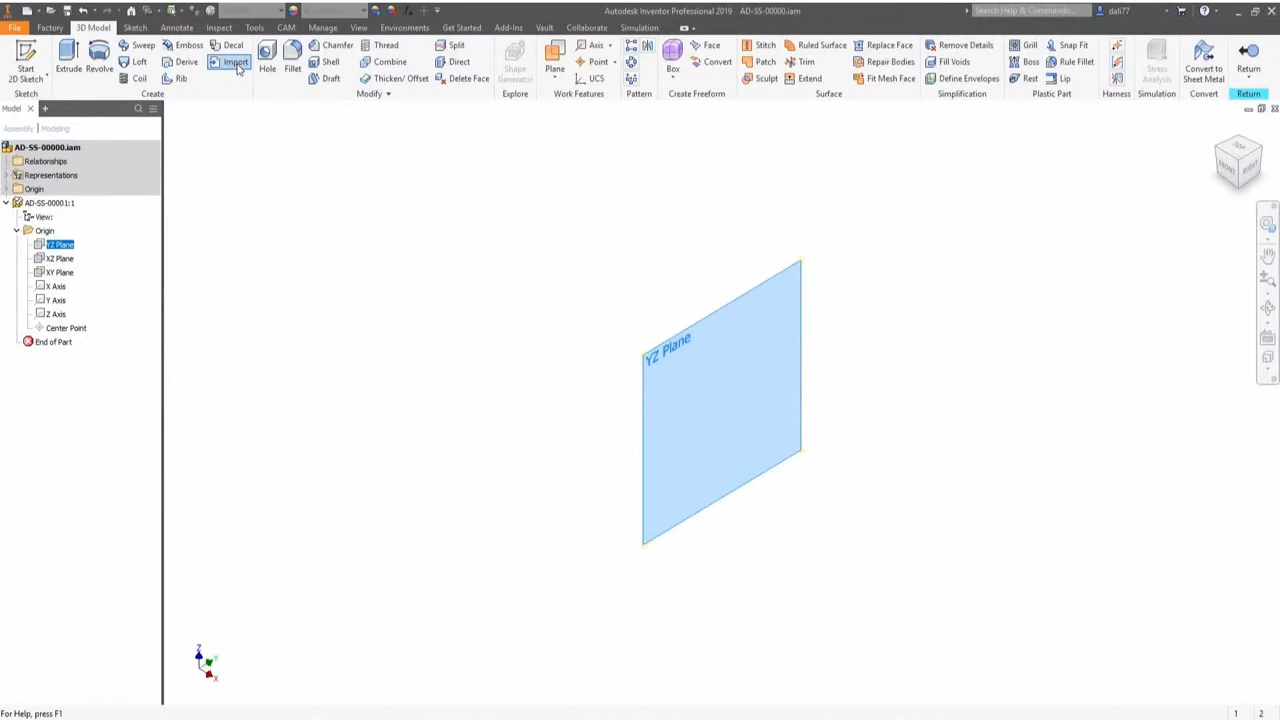 Autodesk Inventor Professional 2019 AD-SS-00000.iam
Search Help & Commands...
dali77
File Factory 3D Model Sketch Annotate Inspect Tools CAM Manage View Environments Get Started Add-Ins Vault Collaborate Simulation
Start 2D Sketch
Sketch
Extrude
Revolve
Sweep
Loft
Coil
Emboss
Derive
Rib
Decal
Import
Create
Hole
Fillet
Chamfer
Shell
Draft
Thread
Combine
Thicken/ Offset
Split
Direct
Delete Face
Modify
Shape Generator
Explore
Plane
Axis
Point
UCS
Work Features
Pattern
Box
Face
Convert
Create Freeform
Stitch
Patch
Sculpt
Ruled Surface
Trim
Extend
Replace Face
Repair Bodies
Fit Mesh Face
Surface
Remove Details
Fill Voids
Define Envelopes
Simplification
Grill
Boss
Rest
Snap Fit
Rule Fillet
Lip
Plastic Part
Harness
Stress Analysis
Simulation
Convert to Sheet Metal
Convert
Return
Return
Model
Assembly | Modeling
AD-SS-00000.iam
Relationships
Representations
Origin
AD-SS-00001:1
View:
Origin
YZ Plane
XZ Plane
XY Plane
X Axis
Y Axis
Z Axis
Center Point
End of Part
YZ Plane
TOP
FRONT
RIGHT
Z
Y
X
For Help, press F1
1 2